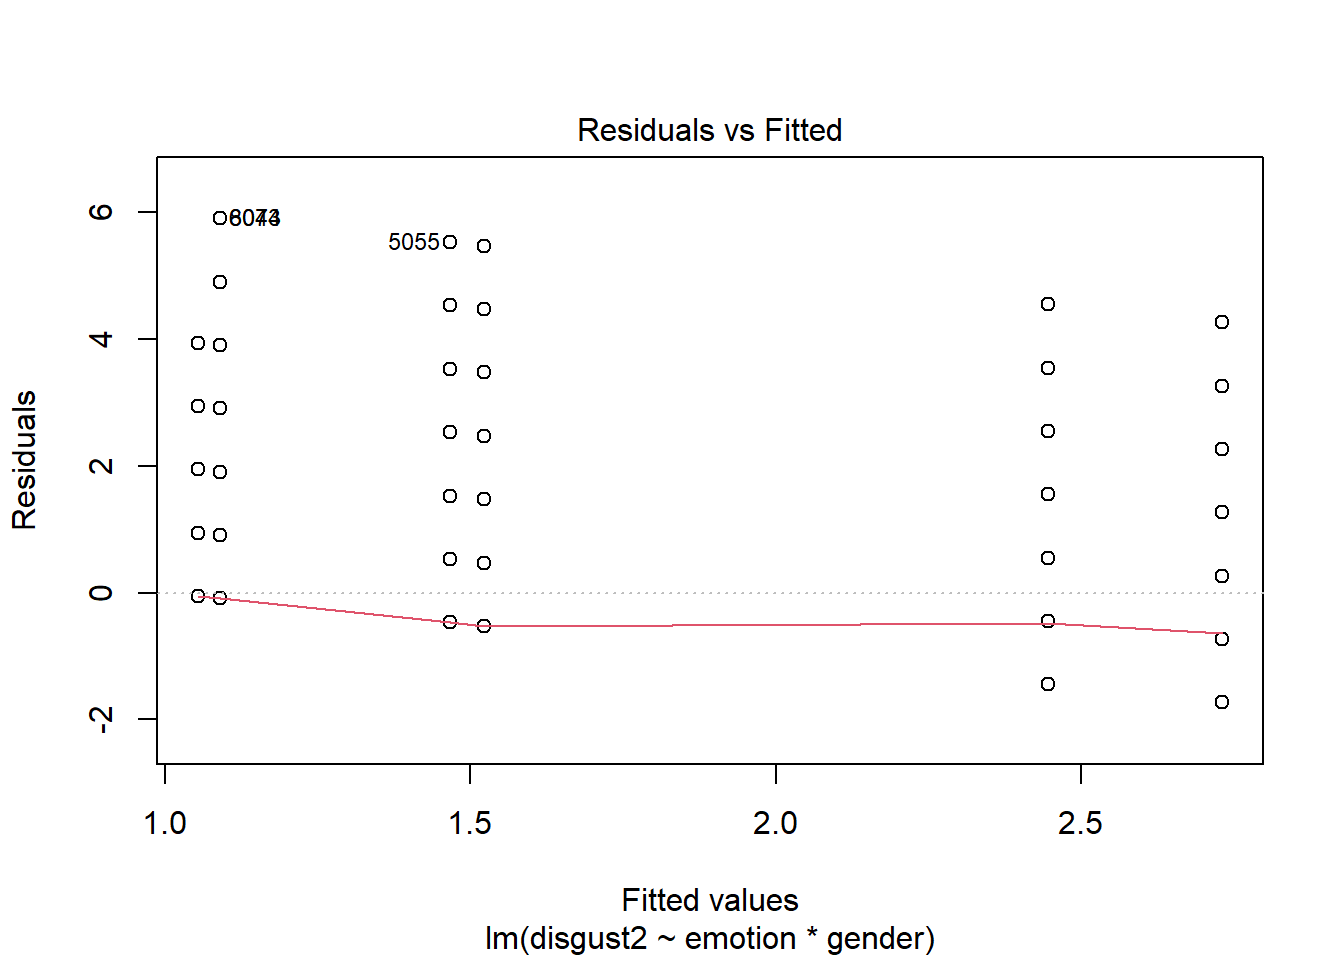 Residuals vs Fitted
6
4
2
0
-2
Residuals
5055
1.0 1.5 2.0 2.5
Fitted values
lm(disgust2 ~ emotion * gender)